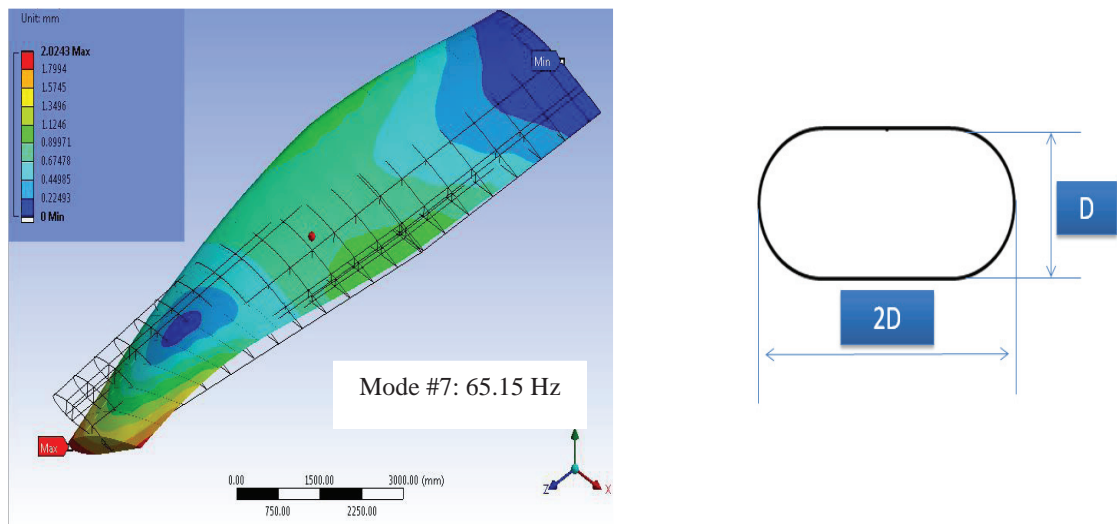 Unit: mm
2.0243 Max
1.7994
1.5745
1.3496
1.1246
0.89971
0.67478
0.44985
0.22493
0 Min
Min
Mode #7: 65.15 Hz
Max
0.00 1500.00 3000.00 (mm)
750.00 2250.00
Z X
D
2D